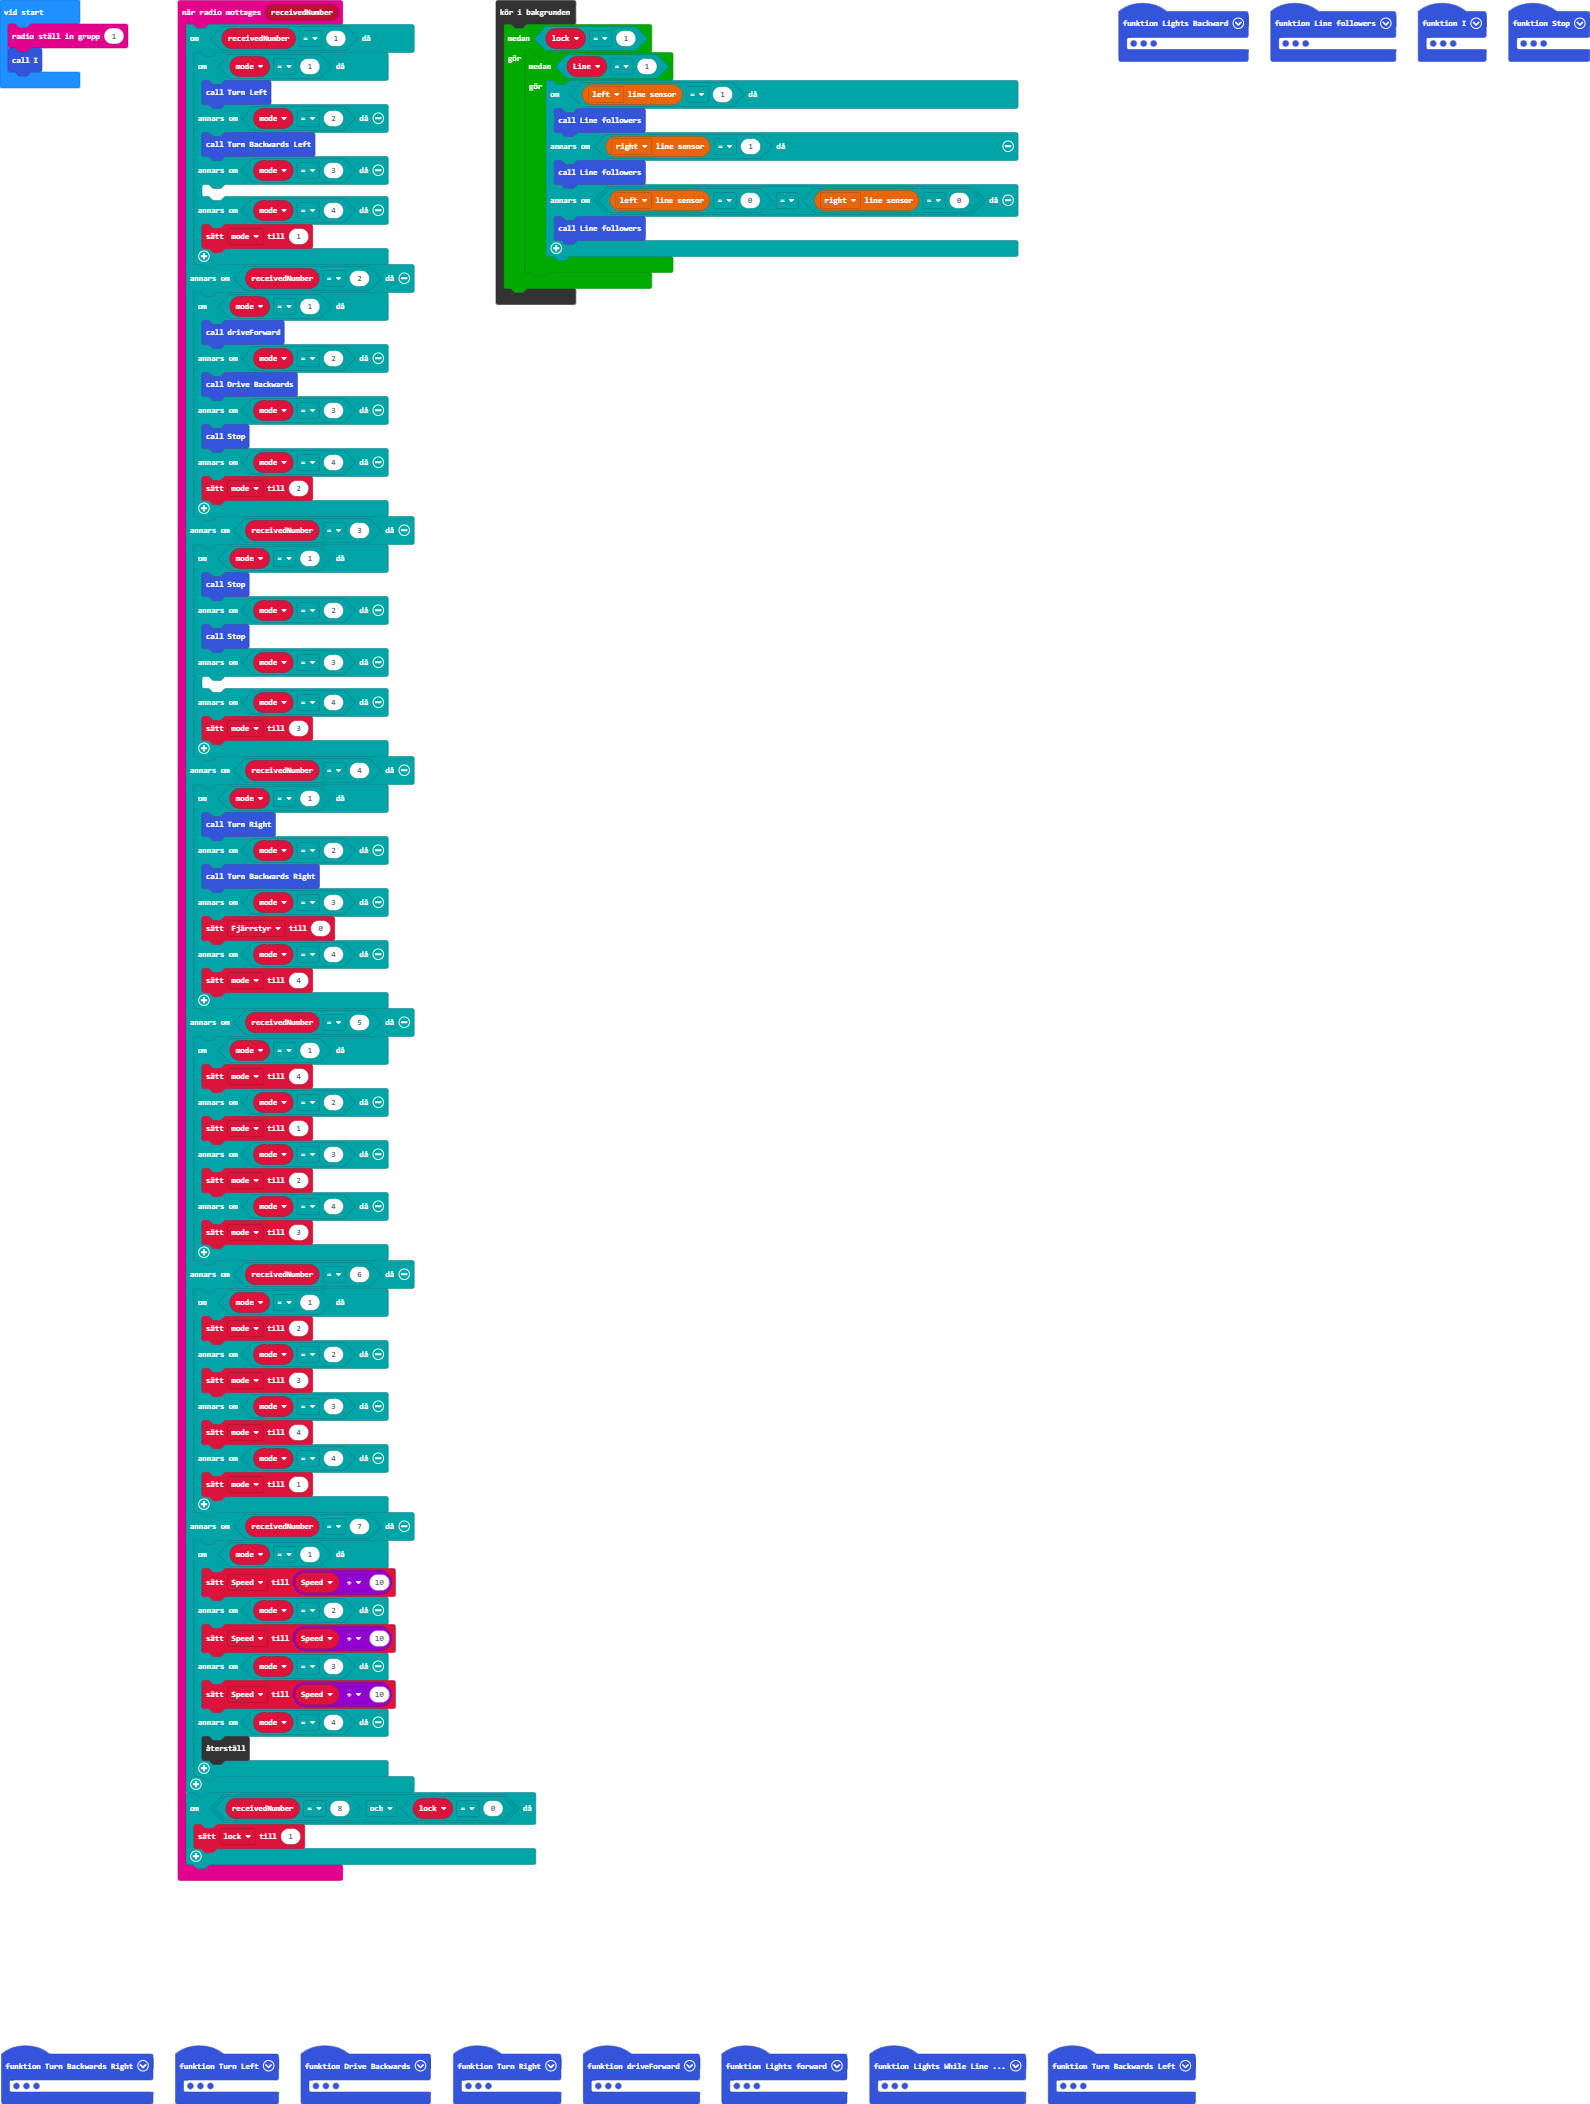 vid start
radio ställ in grupp 1
call I
när radio mottages receivedNumber
om receivedNumber = 1 då
om mode = 1 då
call Turn Left
annars om mode = 2 då
call Turn Backwards Left
annars om mode = 3 då
annars om mode = 4 då
sätt mode till 1
annars om receivedNumber = 2 då
om mode = 1 då
call driveForward
annars om mode = 2 då
call Drive Backwards
annars om mode = 3 då
call Stop
annars om mode = 4 då
sätt mode till 2
annars om receivedNumber = 3 då
om mode = 1 då
call Stop
annars om mode = 2 då
call Stop
annars om mode = 3 då
annars om mode = 4 då
sätt mode till 3
annars om receivedNumber = 4 då
om mode = 1 då
call Turn Right
annars om mode = 2 då
call Turn Backwards Right
annars om mode = 3 då
sätt Fjärrstyr till 0
annars om mode = 4 då
sätt mode till 4
annars om receivedNumber = 5 då
om mode = 1 då
sätt mode till 4
annars om mode = 2 då
sätt mode till 1
annars om mode = 3 då
sätt mode till 2
annars om mode = 4 då
sätt mode till 3
annars om receivedNumber = 6 då
om mode = 1 då
sätt mode till 2
annars om mode = 2 då
sätt mode till 3
annars om mode = 3 då
sätt mode till 4
annars om mode = 4 då
sätt mode till 1
annars om receivedNumber = 7 då
om mode = 1 då
sätt Speed till Speed + 10
annars om mode = 2 då
sätt Speed till Speed + 10
annars om mode = 3 då
sätt Speed till Speed + 10
annars om mode = 4 då
återställ
om receivedNumber = 8 och lock = 0 då
sätt lock till 1
kör i bakgrunden
medan lock = 1
gör
medan Line = 1
gör
om left line sensor = 1 då
call Line followers
annars om right line sensor = 1 då
call Line followers
annars om left line sensor = 0 = right line sensor = 0 då
call Line followers
funktion Lights Backward
funktion Line followers
funktion I
funktion Stop
funktion Turn Backwards Right
funktion Turn Left
funktion Drive Backwards
funktion Turn Right
funktion driveForward
funktion Lights forward
funktion Lights While Line ...
funktion Turn Backwards Left